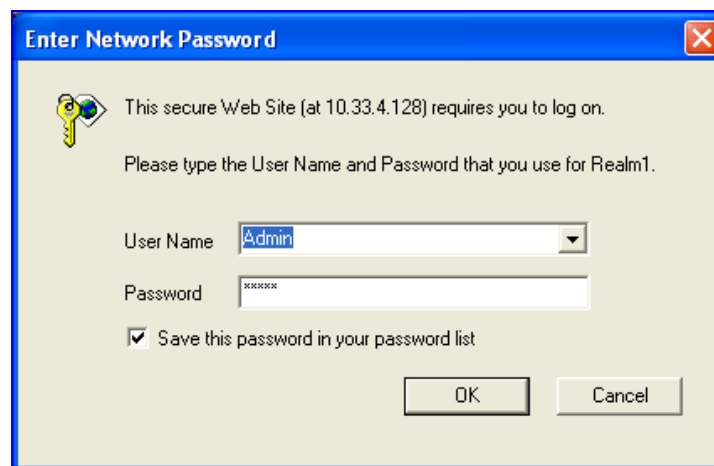 Enter Network Password
This secure Web Site (at 10.33.4.128) requires you to log on.
Please type the User Name and Password that you use for Realm1.
User Name Admin
Password *****
Save this password in your password list
OK Cancel